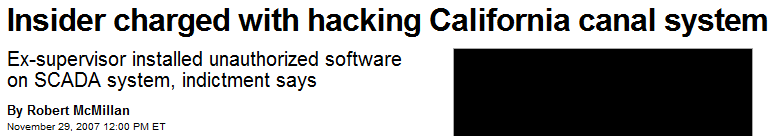 Insider charged with hacking California canal system
Ex-supervisor installed unauthorized software
on SCADA system, indictment says
By Robert McMillan
November 29, 2007 12:00 PM ET